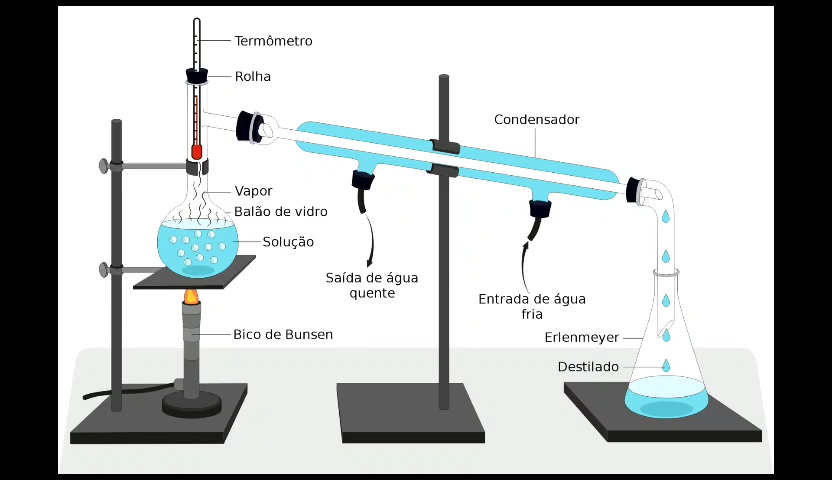 Termômetro
Rolha
Condensador
Vapor
Balão de vidro
Solução
Saída de água
quente
Entrada de água
fria
Bico de Bunsen
Erlenmeyer
Destilado